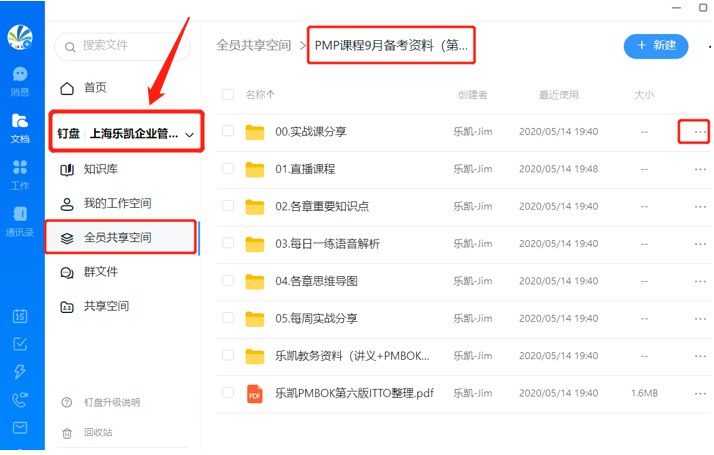 消息
文档
工作
通讯录
15
搜索文件
首页
钉盘 上海乐凯企业管...
知识库
我的工作空间
全员共享空间
群文件
共享空间
钉盘升级说明
回收站
全员共享空间 > PMP课程9月备考资料（第...
+ 新建
名称↑ 创建者 最近使用 大小
00.实战课分享 乐凯-Jim 2020/05/14 19:40 -- ...
01.直播课程 乐凯-Jim 2020/05/14 19:48 -- ...
02.各章重要知识点 乐凯-Jim 2020/05/14 19:40 -- ...
03.每日一练语音解析 乐凯-Jim 2020/05/14 19:40 -- ...
04.各章思维导图 乐凯-Jim 2020/05/14 19:40 -- ...
05.每周实战分享 乐凯-Jim 2020/05/14 19:40 -- ...
乐凯教务资料（讲义+PMBOK... 乐凯-Jim 2020/05/14 19:40 -- ...
PDF 乐凯PMBOK第六版ITTO整理.pdf 乐凯-Jim 2020/05/14 19:40 1.6MB ...